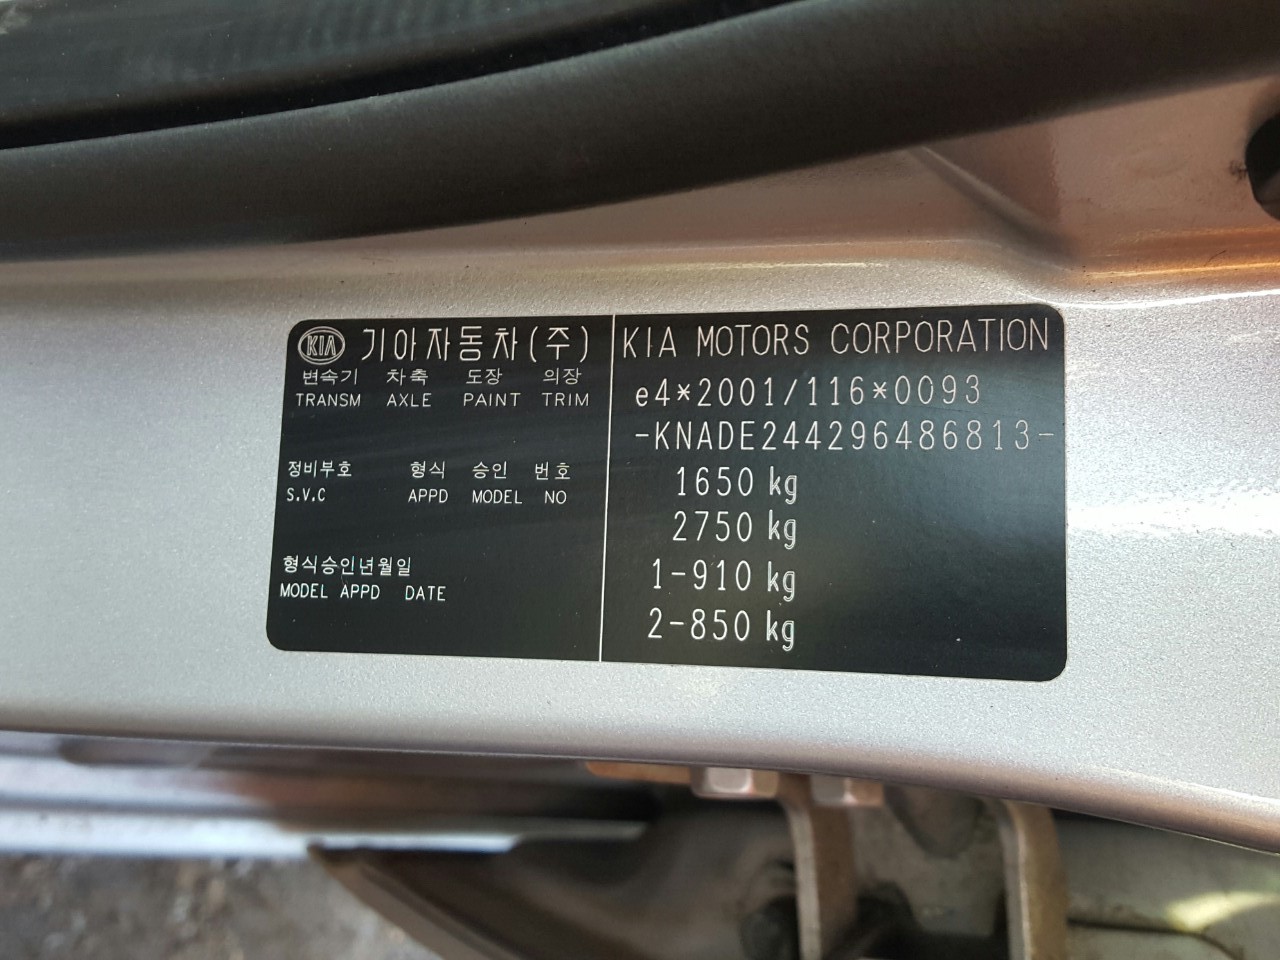 KIA 기아자동차(주)
변속기 차축 도장 의장
TRANSM AXLE PAINT TRIM
정비부호 형식 승인 번호
S.V.C APPD MODEL NO
형식승인년월일
MODEL APPD DATE
KIA MOTORS CORPORATION
e4*2001/116*0093
-KNADE244296486813-
1650 kg
2750 kg
1-910 kg
2-850 kg